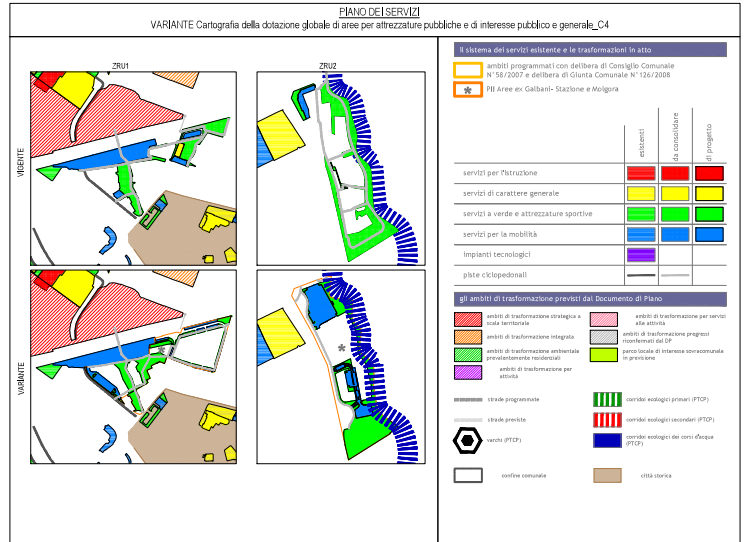 PIANO DEI SERVIZI
VARIANTE Cartografia della dotazione globale di aree per attrezzature pubbliche e di interesse pubblico e generale_C4
ZRU1
ZRU2
VIGENTE
VARIANTE
il sistema dei servizi esistente e le trasformazioni in atto
ambiti programmati con delibera di Consiglio Comunale
N°58/2007 e delibera di Giunta Comunale N°126/2008
PII Aree ex Galbani- Stazione e Molgora
esistenti
da consolidare
di progetto
servizi per l'istruzione
servizi di carattere generale
servizi a verde e attrezzature sportive
servizi per la mobilità
impianti tecnologici
piste ciclopedonali
gli ambiti di trasformazione previsti dal Documento di Piano
ambiti di trasformazione strategica a
scala territoriale
ambiti di trasformazione per servizi
alle attività
ambiti di trasformazione integrata
ambiti di trasformazione pregressi
riconfermati dal DP
ambiti di trasformazione ambientale
prevalentemente residenziali
parco locale di interesse sovracomunale
in previsione
ambiti di trasformazione per
attività
strade programmate
corridoi ecologici primari (PTCP)
strade previste
corridoi ecologici secondari (PTCP)
varchi (PTCP)
corridoi ecologici dei corsi d'acqua
(PTCP)
confine comunale
città storica